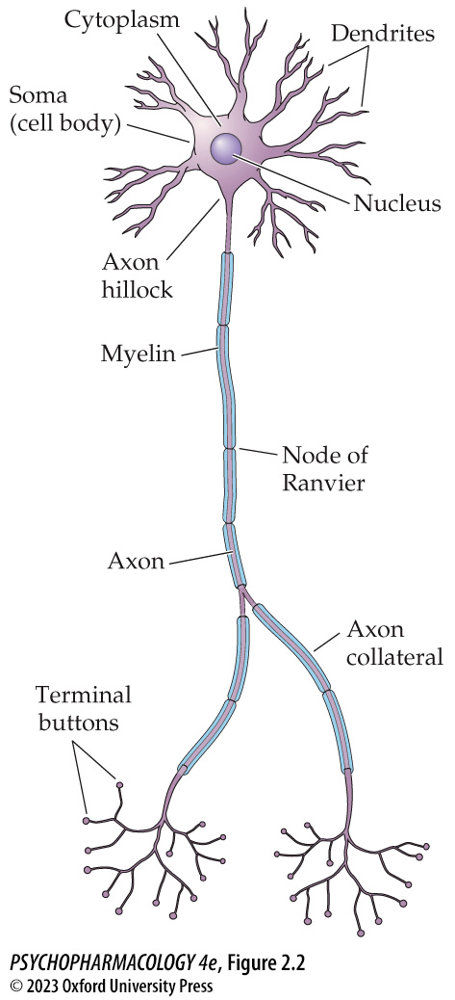 Cytoplasm
Dendrites
Soma
(cell body)
Nucleus
Axon
hillock
Myelin
Node of
Ranvier
Axon
Axon
collateral
Terminal
buttons
PSYCHOPHARMACOLOGY 4e, Figure 2.2
© 2023 Oxford University Press